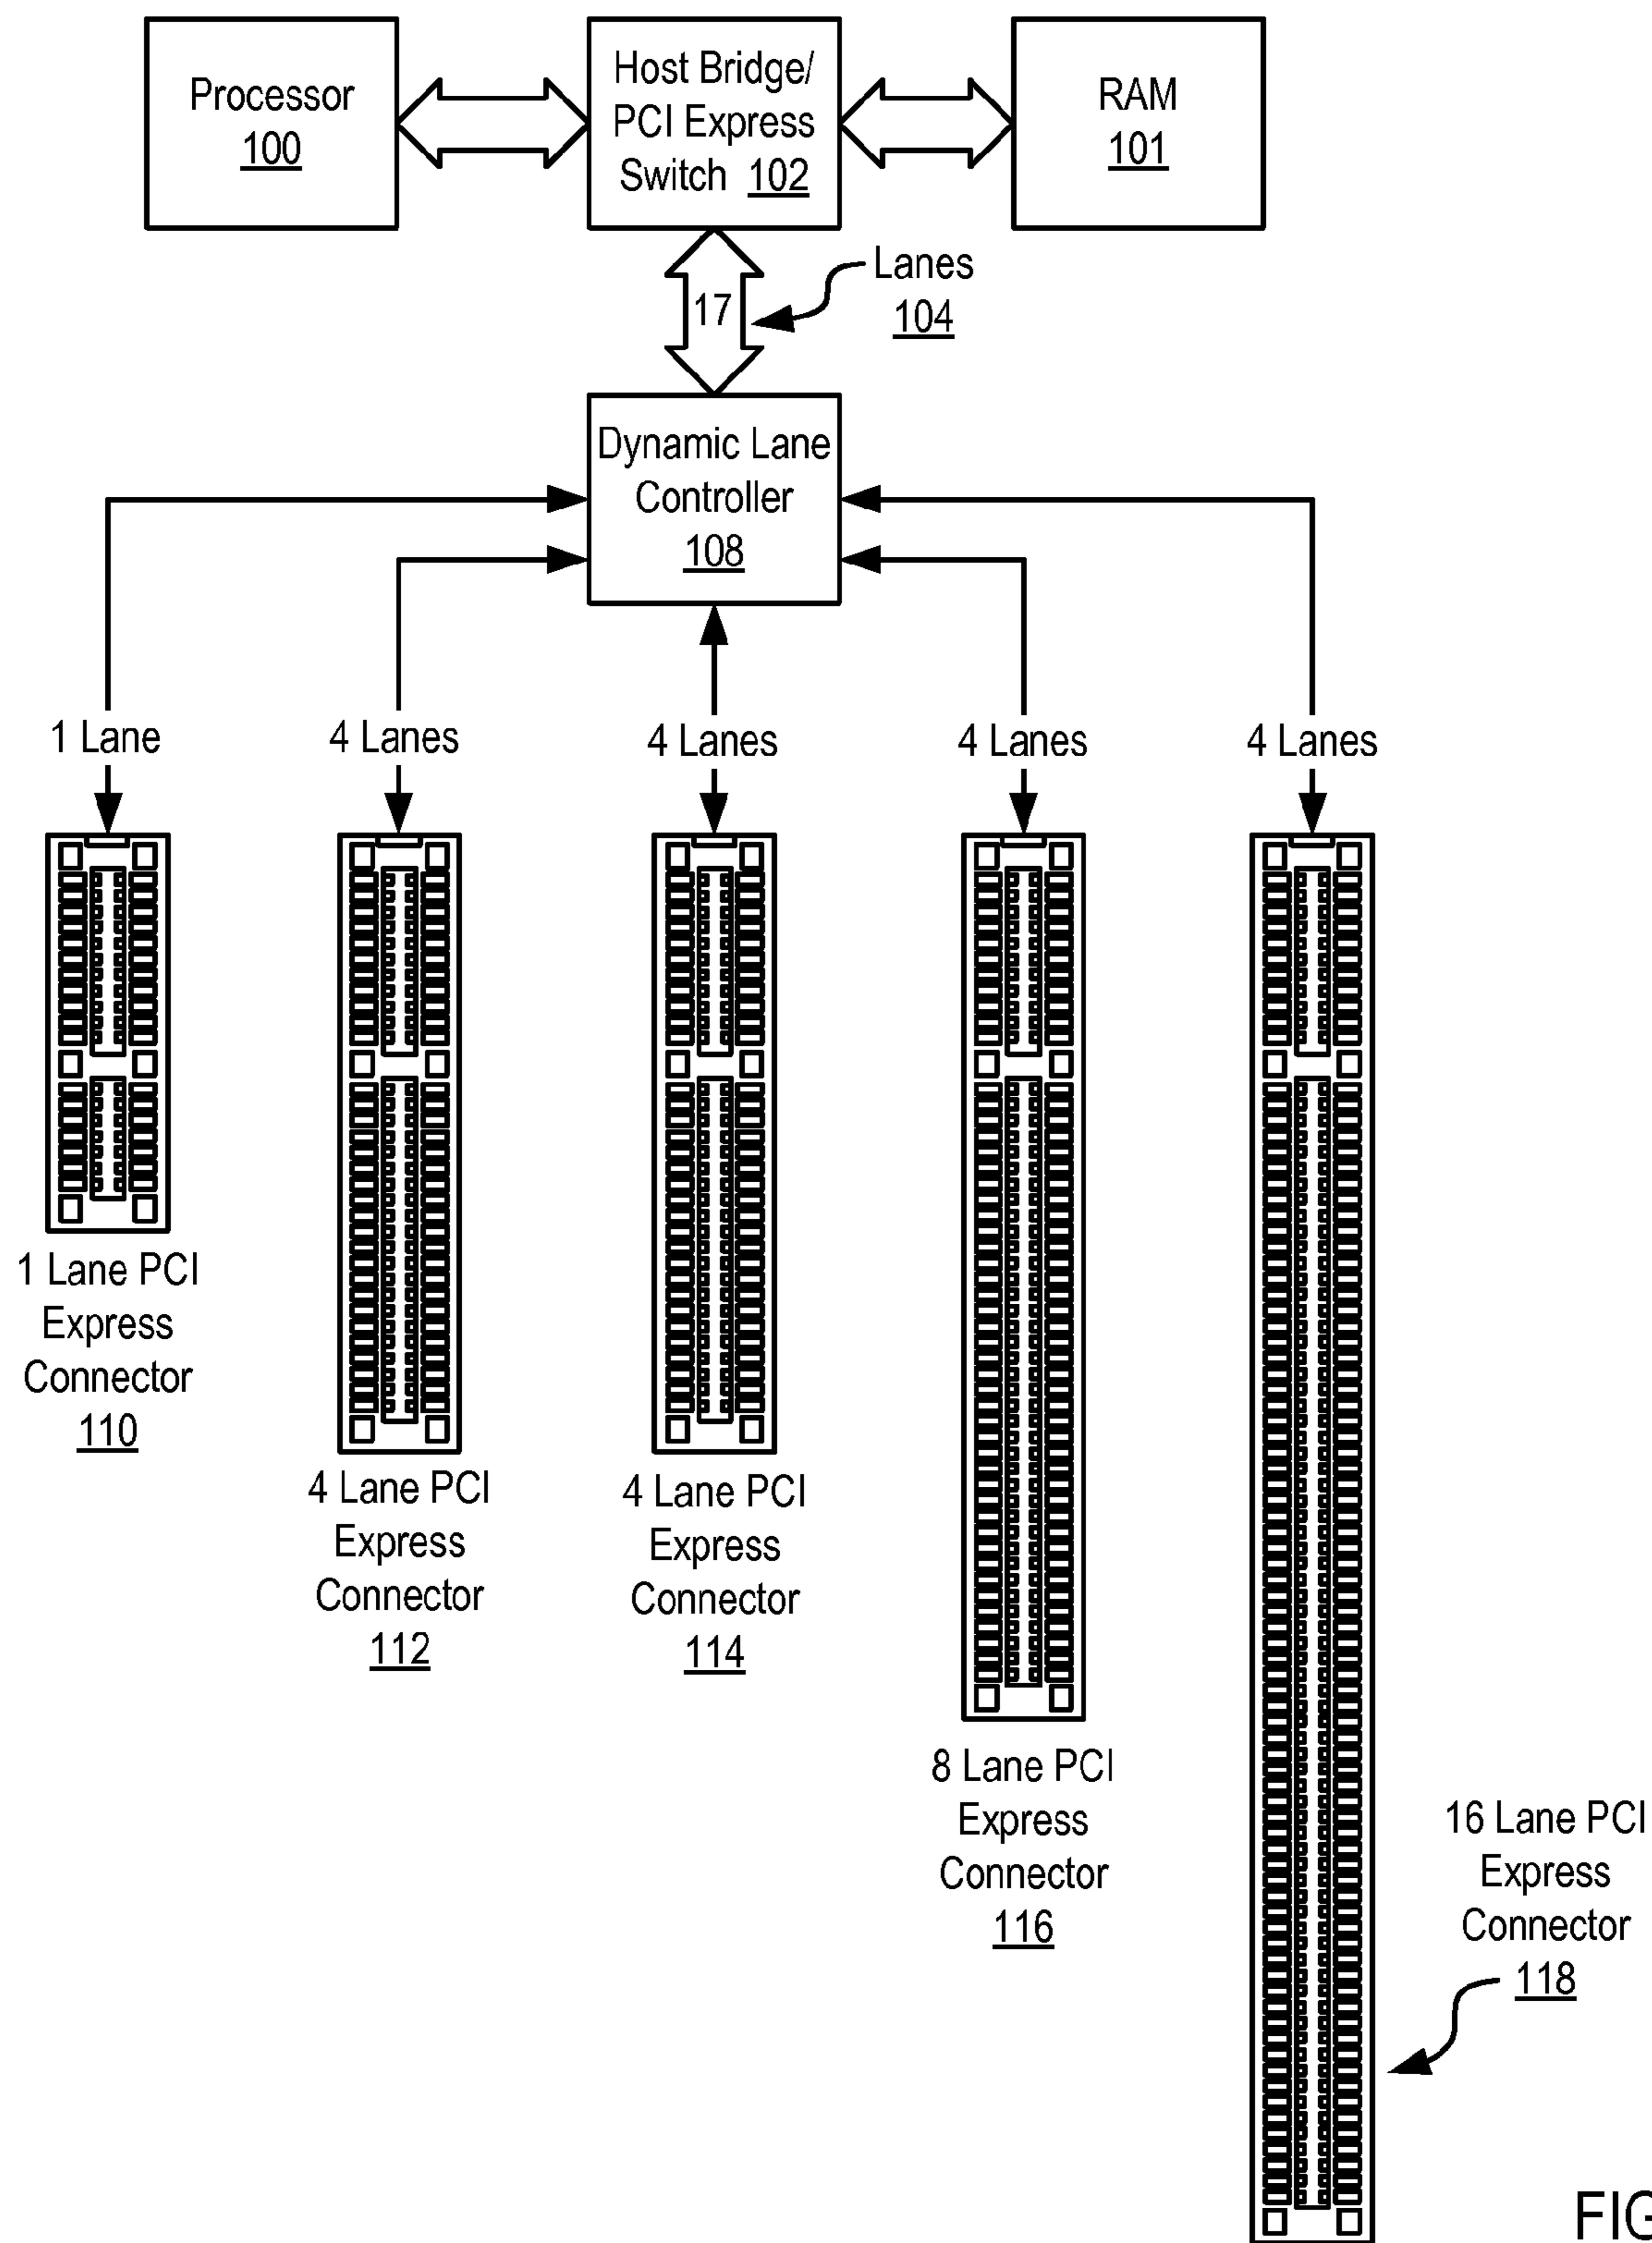 Processor
100
Host Bridge/
PCI Express
Switch 102
RAM
101
17
Lanes
104
Dynamic Lane
Controller
108
1 Lane
4 Lanes
4 Lanes
4 Lanes
4 Lanes
1 Lane PCI
Express
Connector
110
4 Lane PCI
Express
Connector
112
4 Lane PCI
Express
Connector
114
8 Lane PCI
Express
Connector
116
16 Lane PCI
Express
Connector
118
FIG